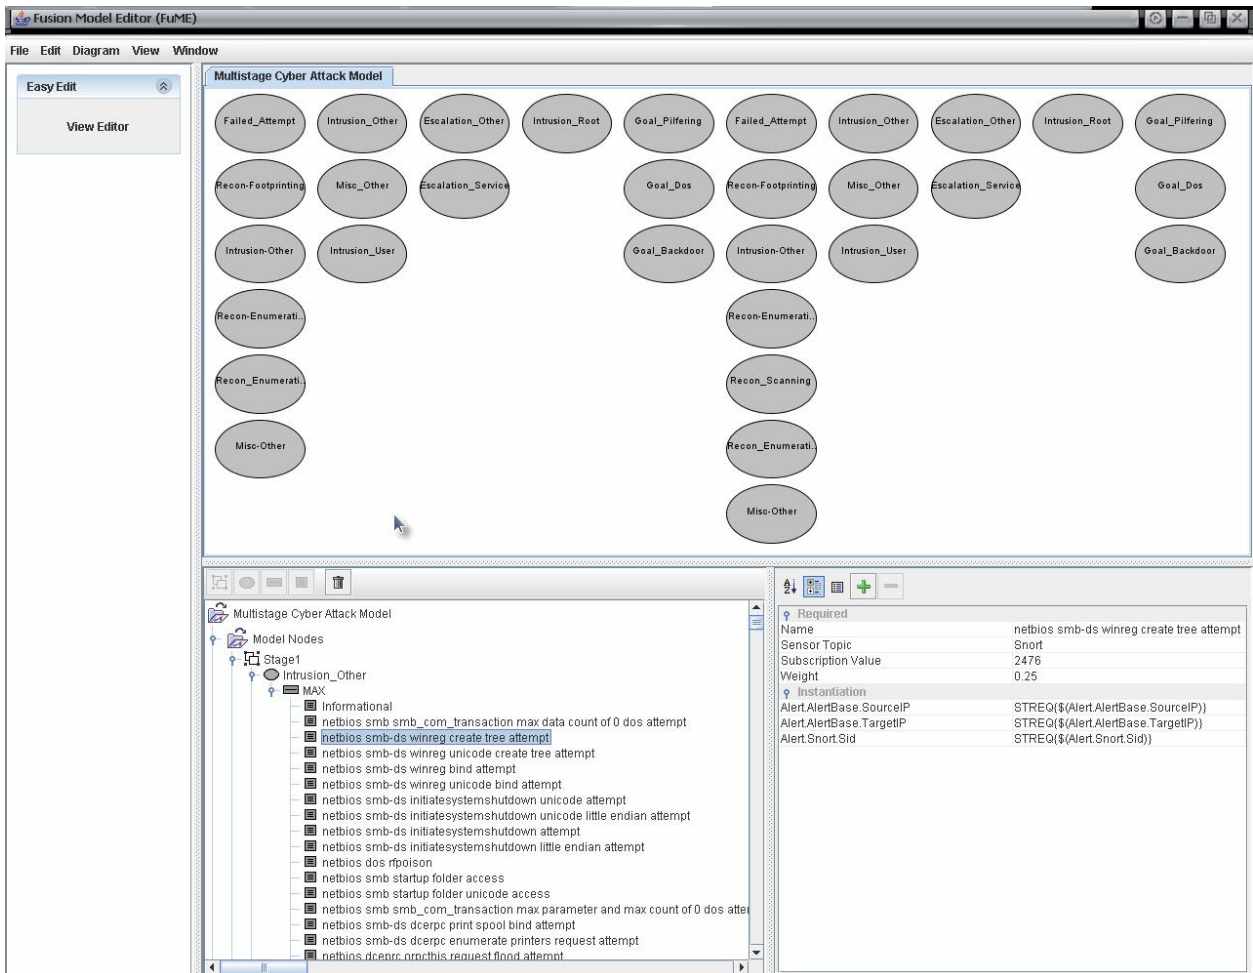 Fusion Model Editor (FuME)
File Edit Diagram View Window
Easy Edit
View Editor
Multistage Cyber Attack Model
Failed_Attempt Intrusion_Other Escalation_Other Intrusion_Root Goal_Pilfering Failed_Attempt Intrusion_Other Escalation_Other Intrusion_Root Goal_Pilfering
Recon-Footprinting Misc_Other Escalation_Service Goal_Dos Recon-Footprinting Misc_Other Escalation_Service Goal_Dos
Intrusion-Other Intrusion_User Goal_Backdoor Intrusion-Other Intrusion_User Goal_Backdoor
Recon-Enumerati.. Recon-Enumerati..
Recon_Enumerati.. Recon_Scanning
Misc-Other Recon_Enumerati..
Misc-Other
Multistage Cyber Attack Model
Model Nodes
Stage1
Intrusion_Other
MAX
Informational
netbios smb smb_com_transaction max data count of 0 dos attempt
netbios smb-ds winreg create tree attempt
netbios smb-ds winreg unicode create tree attempt
netbios smb-ds winreg bind attempt
netbios smb-ds winreg unicode bind attempt
netbios smb-ds initiatesystemshutdown unicode attempt
netbios smb-ds initiatesystemshutdown unicode little endian attempt
netbios smb-ds initiatesystemshutdown attempt
netbios smb-ds initiatesystemshutdown little endian attempt
netbios dos rfpoison
netbios smb startup folder access
netbios smb startup folder unicode access
netbios smb smb_com_transaction max parameter and max count of 0 dos atter
netbios smb-ds dcerpc print spool bind attempt
netbios smb-ds dcerpc enumerate printers request attempt
netbios dceprc orpcthis request flood attempt
Required
Name netbios smb-ds winreg create tree attempt
Sensor Topic Snort
Subscription Value 2476
Weight 0.25
Instantiation
Alert.AlertBase.SourceIP STREQ{$(Alert.AlertBase.SourceIP)}
Alert.AlertBase.TargetIP STREQ{$(Alert.AlertBase.TargetIP)}
Alert.Snort.Sid STREQ{$(Alert.Snort.Sid)}